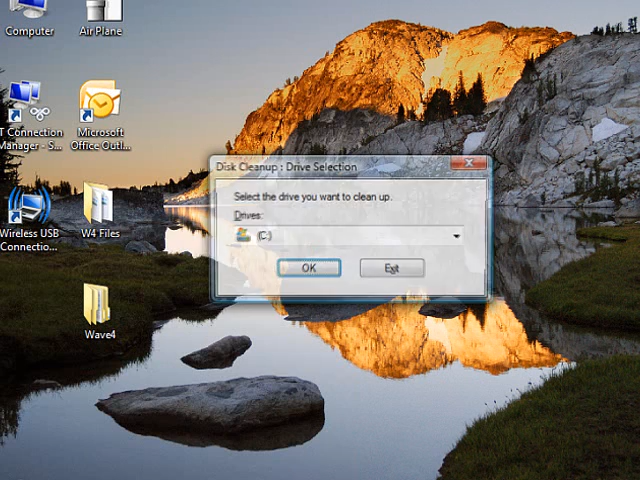 Computer
Air Plane
T Connection
Manager - S...
Microsoft
Office Outl...
Disk Cleanup : Drive Selection
Select the drive you want to clean up.
Drives:
(C:)
OK
Exit
Wireless USB
Connectio...
W4 Files
Wave4